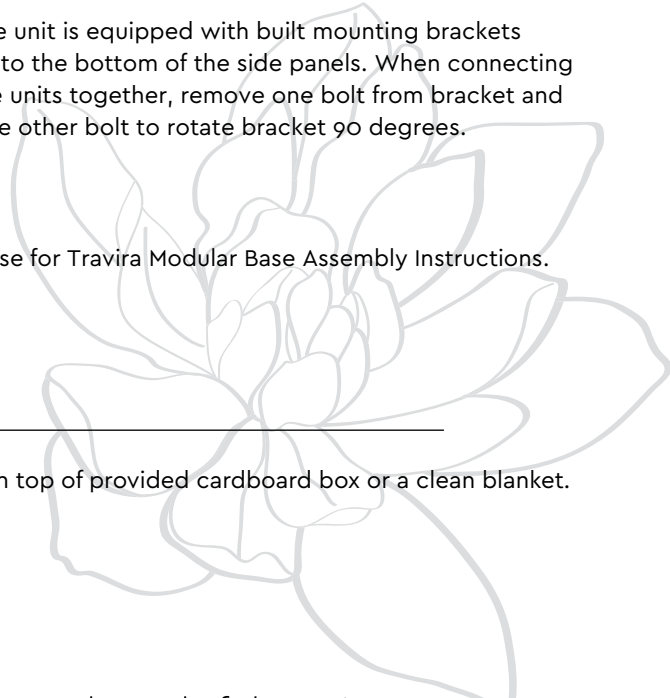 e unit is equipped with built mounting brackets
to the bottom of the side panels. When connecting
e units together, remove one bolt from bracket and
e other bolt to rotate bracket 90 degrees.
se for Travira Modular Base Assembly Instructions.
n top of provided cardboard box or a clean blanket.